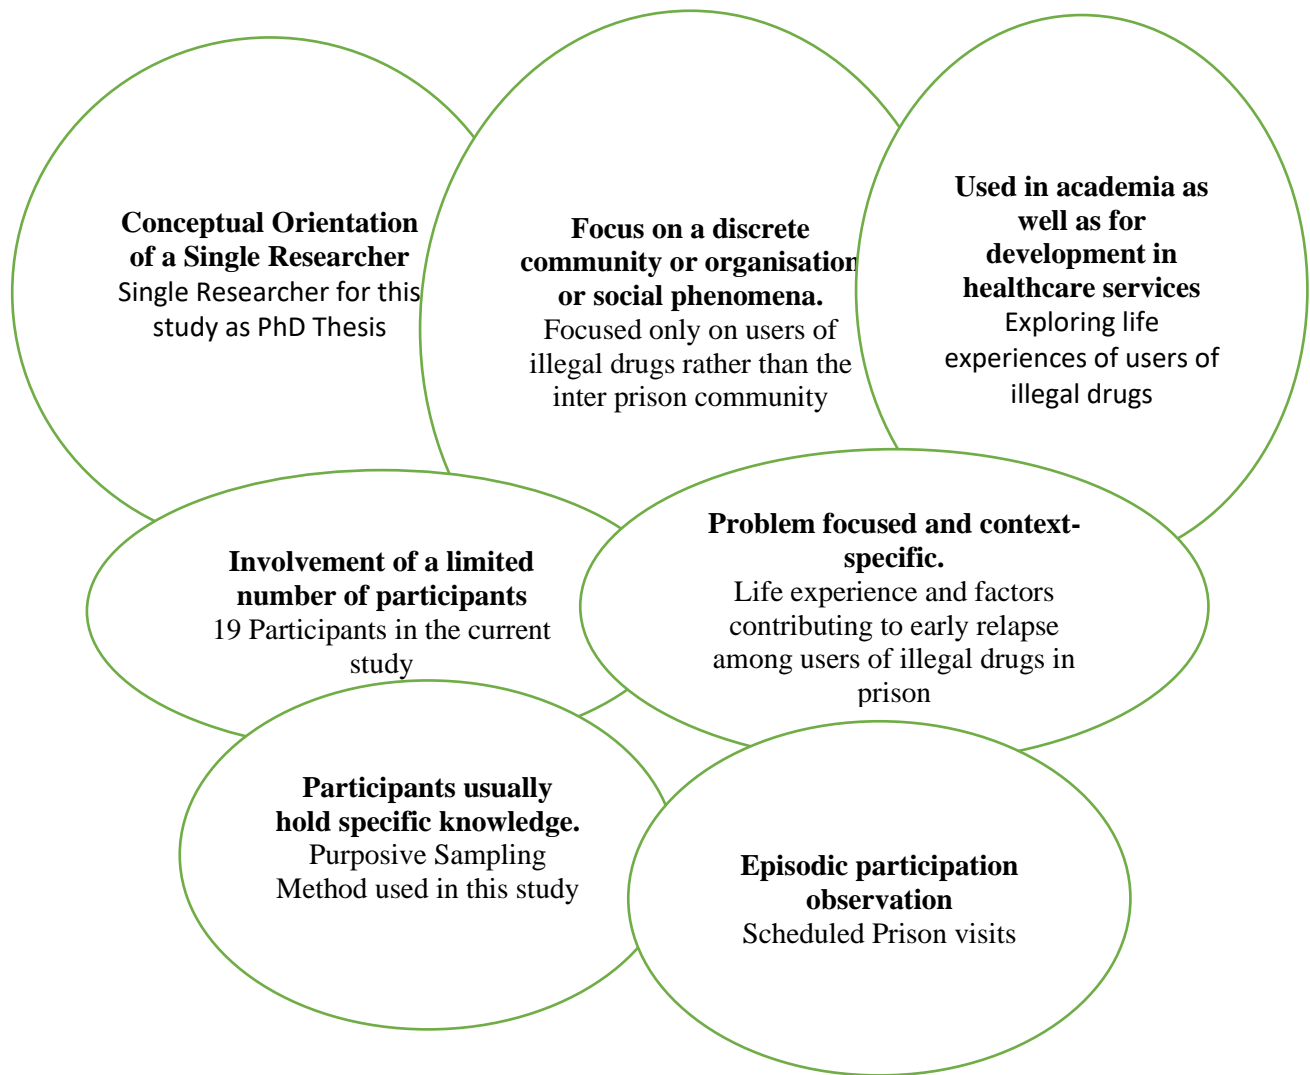 Conceptual Orientation
of a Single Researcher
Single Researcher for this
study as PhD Thesis
Focus on a discrete
community or organisation
or social phenomena.
Focused only on users of
illegal drugs rather than the
inter prison community
Used in academia as
well as for
development in
healthcare services
Exploring life
experiences of users of
illegal drugs
Involvement of a limited
number of participants
19 Participants in the current
study
Problem focused and context-
specific.
Life experience and factors
contributing to early relapse
among users of illegal drugs in
prison
Participants usually
hold specific knowledge.
Purposive Sampling
Method used in this study
Episodic participation
observation
Scheduled Prison visits